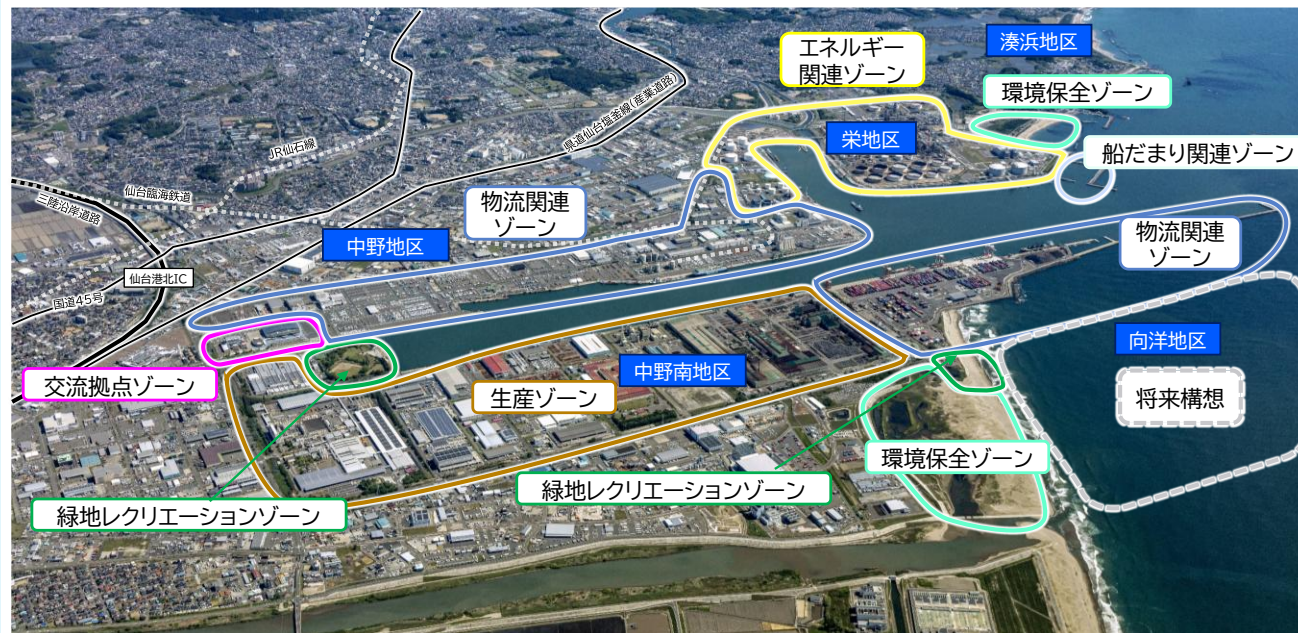 エネルギー
関連ゾーン
湊浜地区
環境保全ゾーン
栄地区
船だまり関連ゾーン
県道仙台塩釜線(産業道路)
JR仙石線
仙台臨海鉄道
三陸沿岸道路
物流関連
ゾーン
中野地区
物流関連
ゾーン
仙台港北IC
国道45号
向洋地区
交流拠点ゾーン
中野南地区
生産ゾーン
将来構想
環境保全ゾーン
緑地レクリエーションゾーン
緑地レクリエーションゾーン